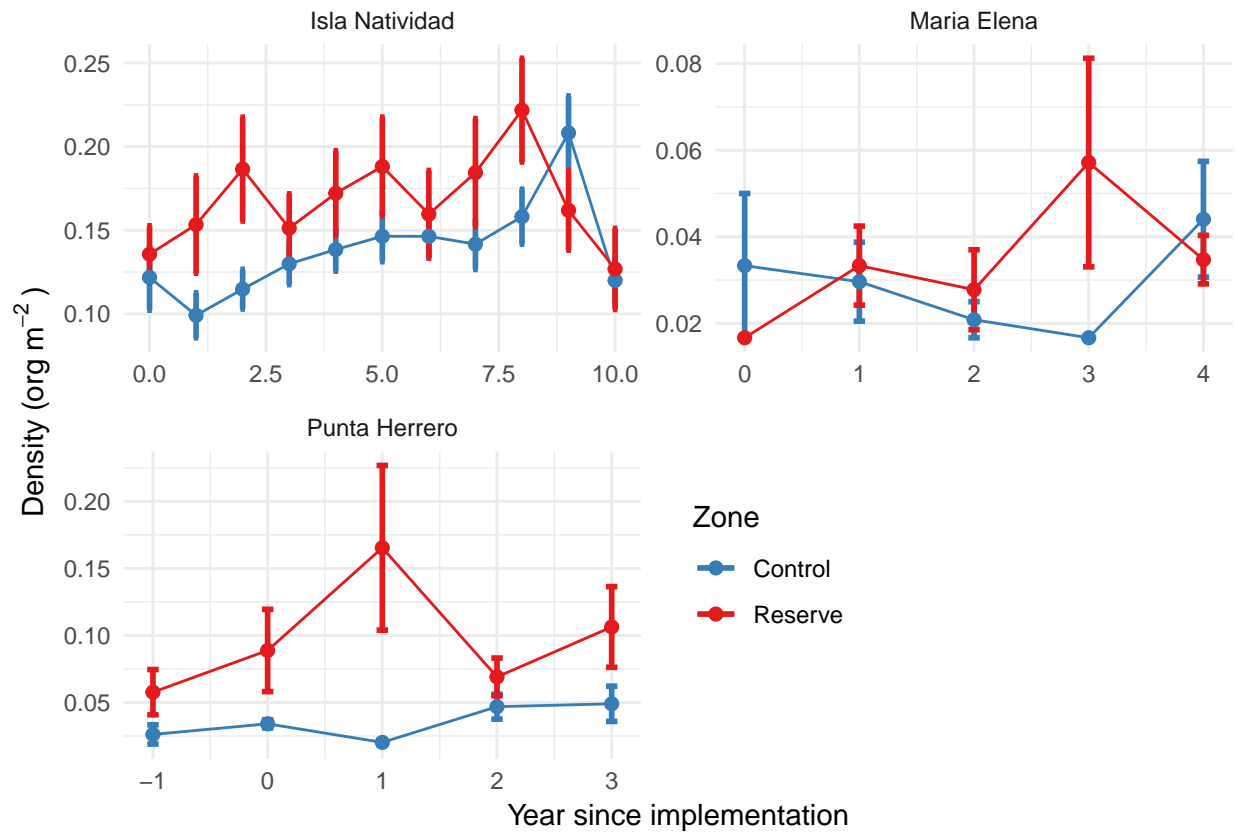 Isla Natividad
Maria Elena
0.25
0.20
0.15
0.10
0.08
0.06
0.04
0.02
0.0 2.5 5.0 7.5 10.0
0 1 2 3 4
Density (org m−2)
Punta Herrero
0.20
0.15
0.10
0.05
−1 0 1 2 3
Zone
Control
Reserve
Year since implementation